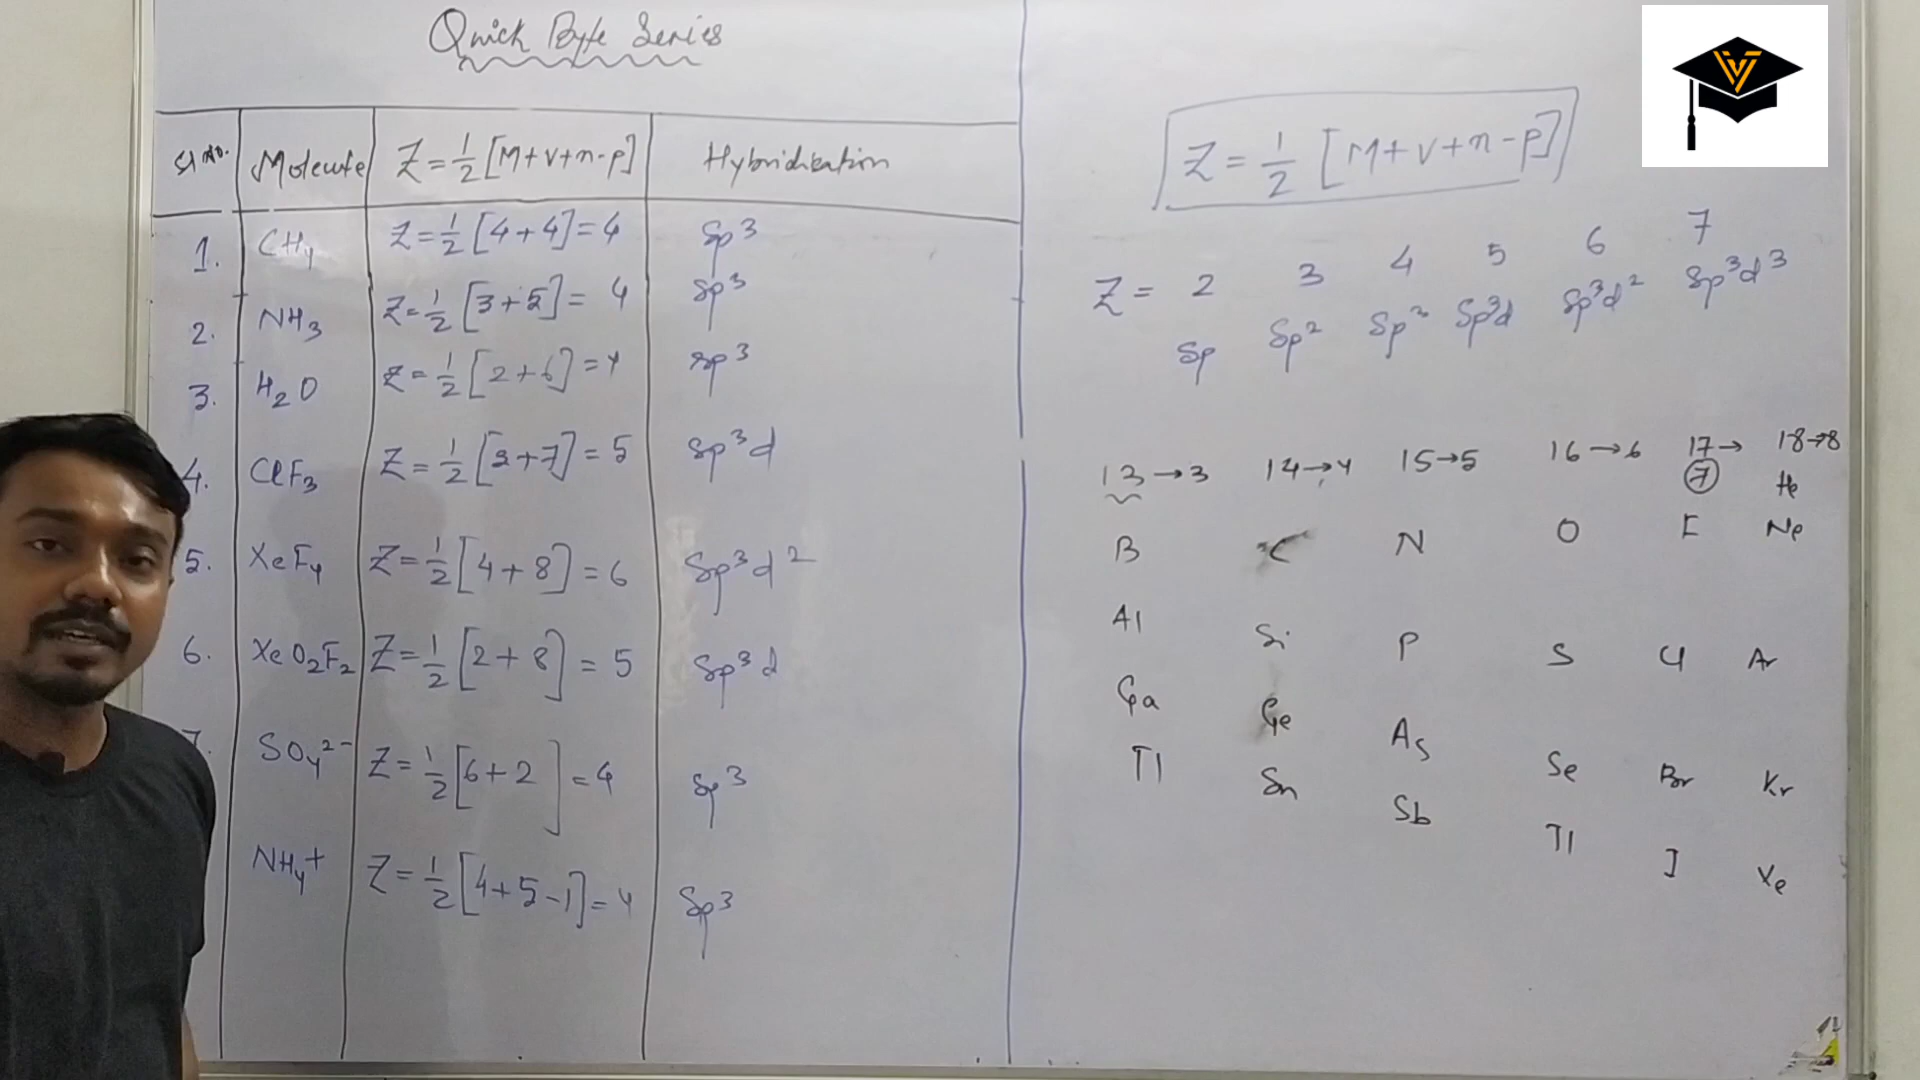 Quick Byte Series
Sl No. Molecule Z = 1/2 [M+V+n-p] Hybridization
1. CH4 Z = 1/2 [4+4] = 4 Sp3
2. NH3 Z = 1/2 [3+5] = 4 Sp3
3. H2O Z = 1/2 [2+6] = 4 Sp3
4. ClF3 Z = 1/2 [3+7] = 5 Sp3d
5. XeF4 Z = 1/2 [4+8] = 6 Sp3d2
6. XeO2F2 Z = 1/2 [2+8] = 5 Sp3d
7. SO4 2- Z = 1/2 [6+2] = 4 Sp3
NH4+ Z = 1/2 [4+5-1] = 4 Sp3
Z = 1/2 [M+V+n-p]
Z = 2 3 4 5 6 7
Sp Sp2 Sp3 Sp3d Sp3d2 Sp3d3
13→3 14→4 15→5 16→6 17→7 18→8
He
B C N O F Ne
Al Si P S Cl Ar
Ga Ge As Se Br Kr
Tl Sn Sb Tl I Xe